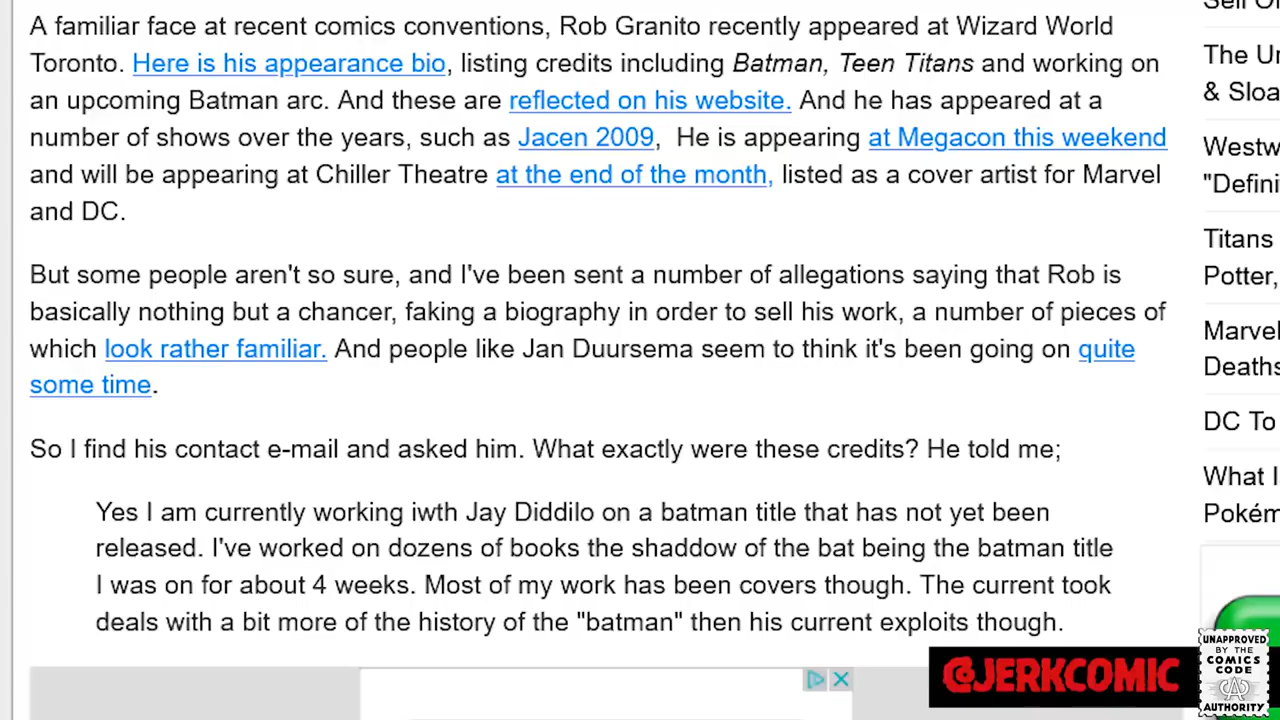 A familiar face at recent comics conventions, Rob Granito recently appeared at Wizard World
Toronto. Here is his appearance bio, listing credits including Batman, Teen Titans and working on
an upcoming Batman arc. And these are reflected on his website. And he has appeared at a
number of shows over the years, such as Jacen 2009,  He is appearing at Megacon this weekend
and will be appearing at Chiller Theatre at the end of the month, listed as a cover artist for Marvel
and DC.
But some people aren't so sure, and I've been sent a number of allegations saying that Rob is
basically nothing but a chancer, faking a biography in order to sell his work, a number of pieces of
which look rather familiar. And people like Jan Duursema seem to think it's been going on quite
some time.
So I find his contact e-mail and asked him. What exactly were these credits? He told me;
Yes I am currently working iwth Jay Diddilo on a batman title that has not yet been
released. I've worked on dozens of books the shaddow of the bat being the batman title
I was on for about 4 weeks. Most of my work has been covers though. The current took
deals with a bit more of the history of the "batman" then his current exploits though.
The Un
& Sloa
Westw
"Defini
Titans
Potter,
Marvel
Deaths
DC To
What I
Pokém
@JERKCOMIC
UNAPPROVED
BY THE
COMICS
CODE
AUTHORITY